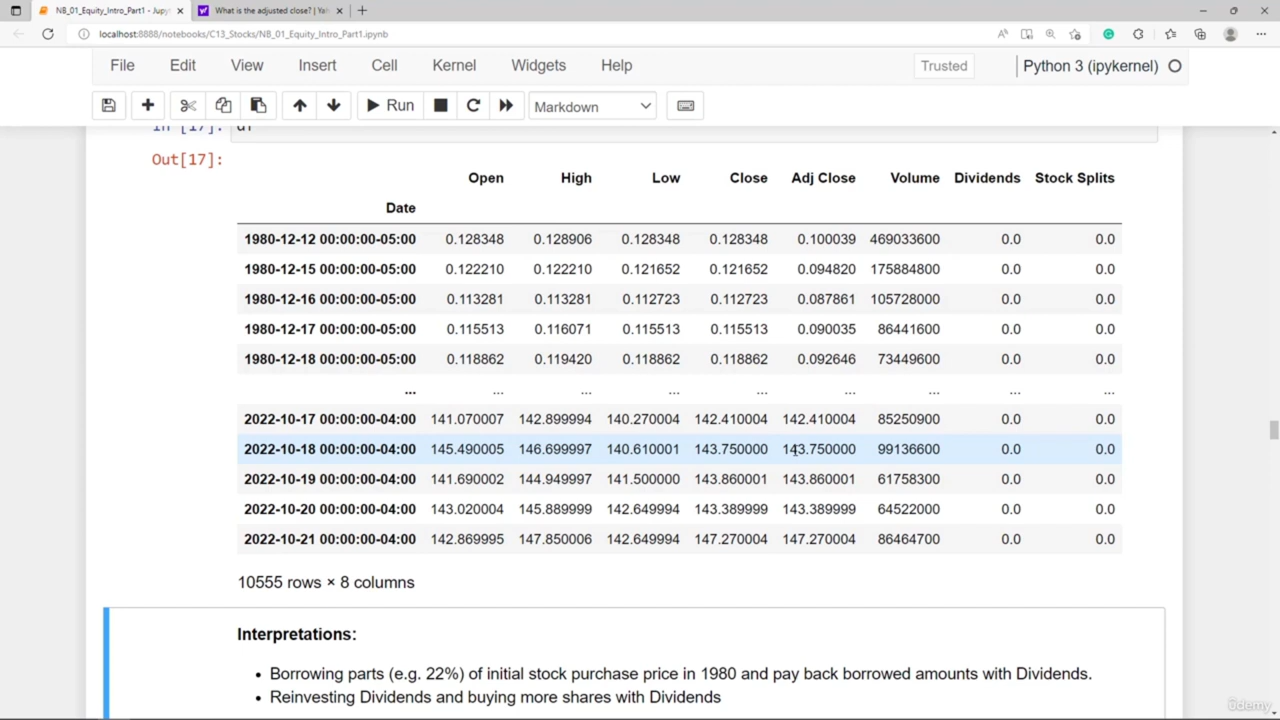 NB_01_Equity_Intro_Part1 - Jupy
What is the adjusted close? | Ya
localhost:8888/notebooks/C13_Stocks/NB_01_Equity_Intro_Part1.ipynb
File Edit View Insert Cell Kernel Widgets Help Trusted Python 3 (ipykernel)
Run Markdown
In [17]: df
Out[17]:
Open High Low Close Adj Close Volume Dividends Stock Splits
Date
1980-12-12 00:00:00-05:00 0.128348 0.128906 0.128348 0.128348 0.100039 469033600 0.0 0.0
1980-12-15 00:00:00-05:00 0.122210 0.122210 0.121652 0.121652 0.094820 175884800 0.0 0.0
1980-12-16 00:00:00-05:00 0.113281 0.113281 0.112723 0.112723 0.087861 105728000 0.0 0.0
1980-12-17 00:00:00-05:00 0.115513 0.116071 0.115513 0.115513 0.090035 86441600 0.0 0.0
1980-12-18 00:00:00-05:00 0.118862 0.119420 0.118862 0.118862 0.092646 73449600 0.0 0.0
... ... ... ... ... ... ... ... ...
2022-10-17 00:00:00-04:00 141.070007 142.899994 140.270004 142.410004 142.410004 85250900 0.0 0.0
2022-10-18 00:00:00-04:00 145.490005 146.699997 140.610001 143.750000 143.750000 99136600 0.0 0.0
2022-10-19 00:00:00-04:00 141.690002 144.949997 141.500000 143.860001 143.860001 61758300 0.0 0.0
2022-10-20 00:00:00-04:00 143.020004 145.889999 142.649994 143.389999 143.389999 64522000 0.0 0.0
2022-10-21 00:00:00-04:00 142.869995 147.850006 142.649994 147.270004 147.270004 86464700 0.0 0.0
10555 rows × 8 columns
Interpretations:
• Borrowing parts (e.g. 22%) of initial stock purchase price in 1980 and pay back borrowed amounts with Dividends.
• Reinvesting Dividends and buying more shares with Dividends
ûdemy